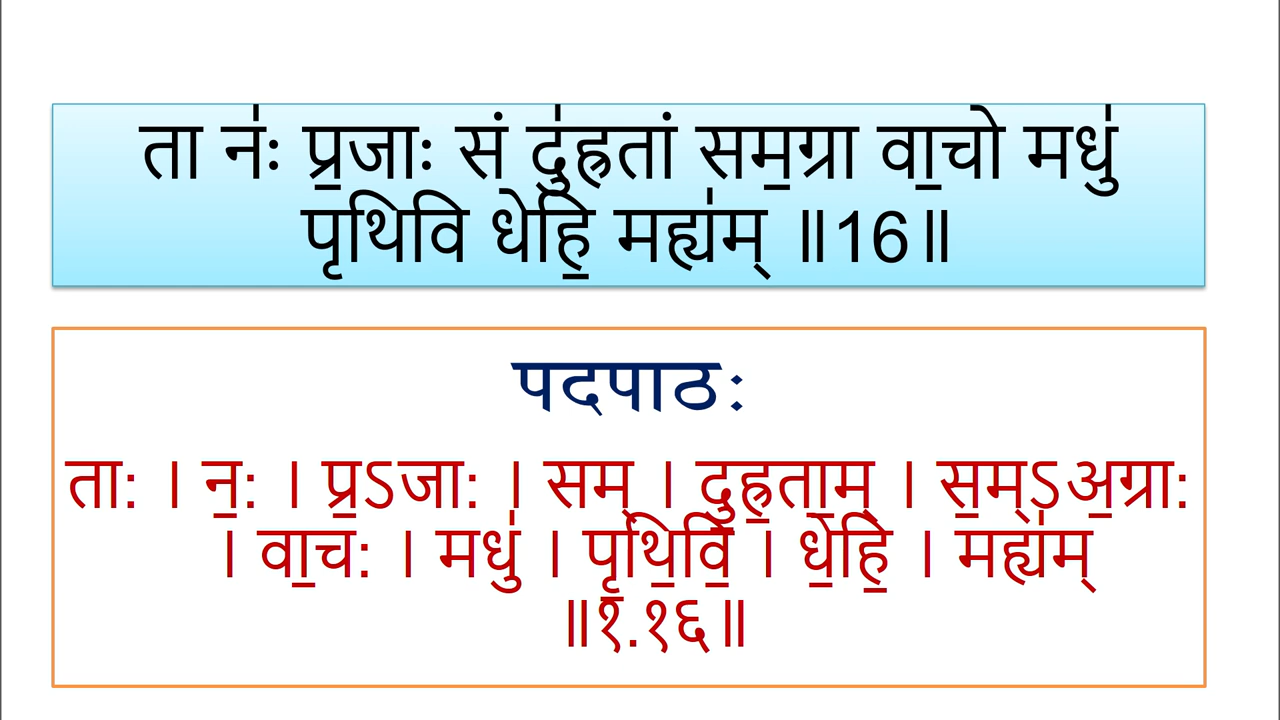 ता नः॑ प्र॒जाः सं दु॑ह्रतां सम॒ग्रा वा॒चो मधु॑
पृथिवि धेहि॒ मह्य॑म् ॥16॥
पदपाठः
ताः । न॒ः । प्र॒ऽजाः । सम् । दु॒ह्र॒ता॒म् । स॒म्ऽअ॒ग्राः
। वा॒चः । मधु॑ । पृ॒थि॒वि॒ । धे॒हि॒ । मह्य॑म्
॥१.१६॥